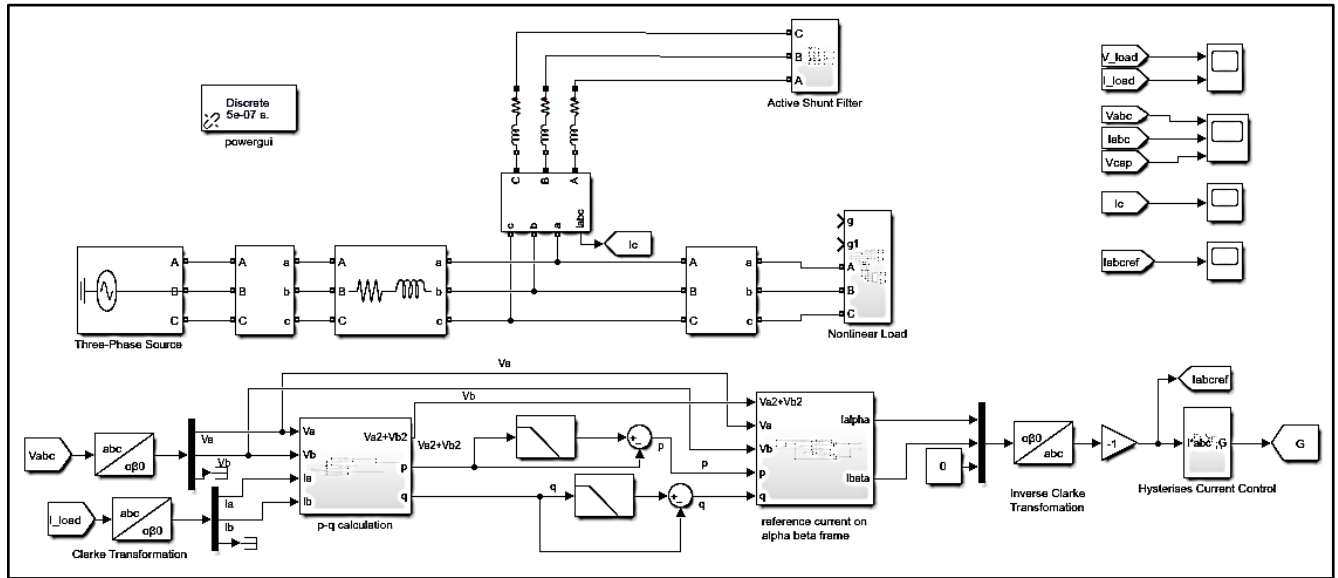 Discrete
5e-07 s.
powergui
C
B
A
Active Shunt Filter
V_load
I_load
Vabc
Iabc
Vcap
Ic
Iabcref
C
B
A
c
b
a
Iabc
Ic
A
B
C
Three-Phase Source
A
B
C
a
b
c
A
B
C
a
b
c
A
B
C
a
b
c
g
g1
A
B
C
Nonlinear Load
Va
Vb
Vabc
abc
αβ0
Va
Vb
I_load
abc
αβ0
Clarke Transformation
Ia
Ib
Va
Vb
Ia
Ib
Va2+Vb2
p
q
p-q calculation
Va2+Vb2
+
-
p
+
-
q
p
Va2+Vb2
Va
Vb
p
q
Ialpha
Ibeta
reference current on
alpha beta frame
0
αβ0
abc
Inverse Clarke
Transfomation
-1
Iabcref
I*abc
G
Hysterises Current Control
G